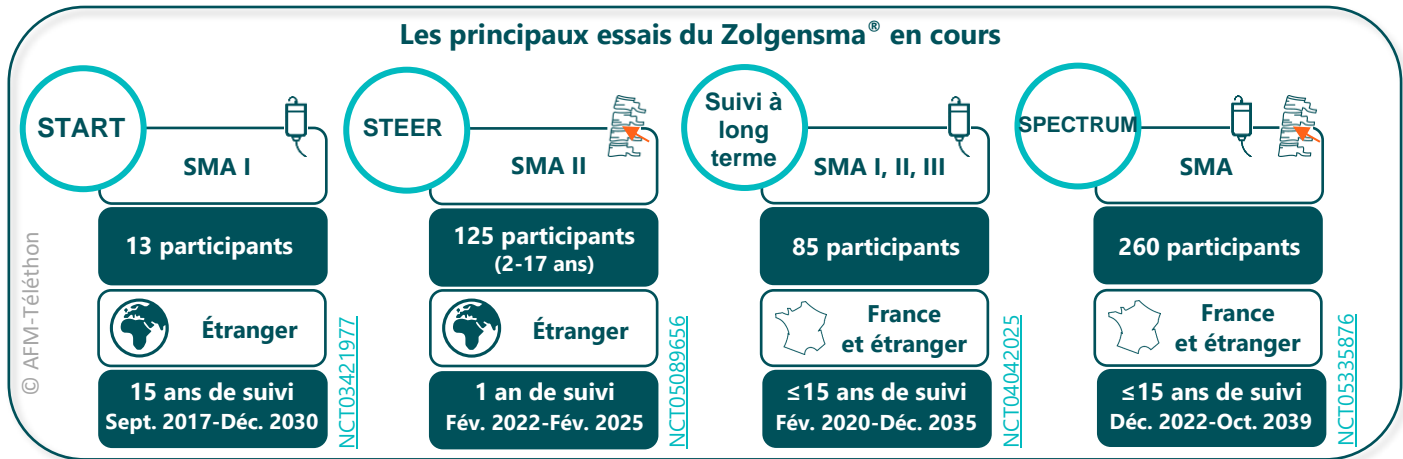 Les principaux essais du Zolgensma® en cours
START
SMA I
13 participants
Étranger
15 ans de suivi
Sept. 2017-Déc. 2030
NCT03421977
STEER
SMA II
125 participants
(2-17 ans)
Étranger
1 an de suivi
Fév. 2022-Fév. 2025
NCT05089656
Suivi à
long
terme
SMA I, II, III
85 participants
France
et étranger
≤15 ans de suivi
Fév. 2020-Déc. 2035
NCT04042025
SPECTRUM
SMA
260 participants
France
et étranger
≤15 ans de suivi
Déc. 2022-Oct. 2039
NCT05335876
© AFM-Téléthon